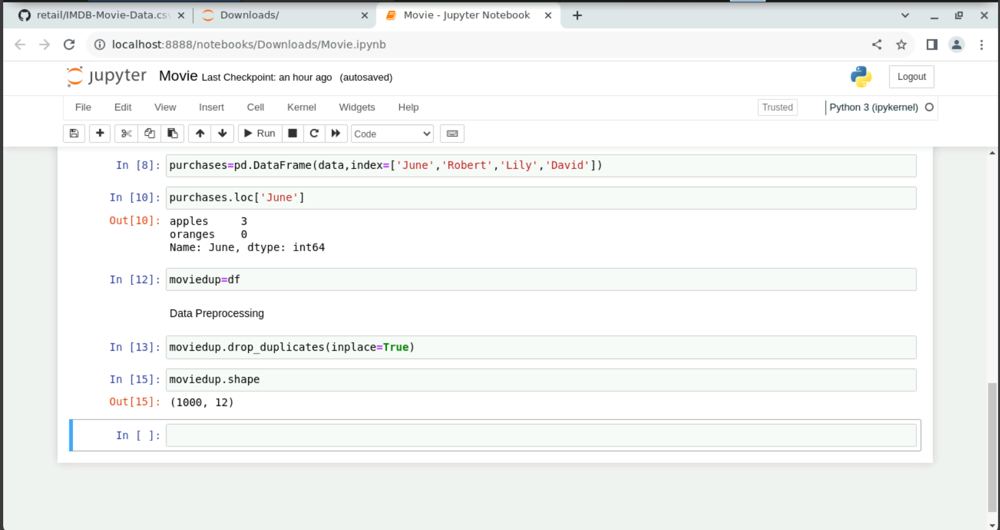 retail/IMDB-Movie-Data.csv
Downloads/
Movie - Jupyter Notebook
localhost:8888/notebooks/Downloads/Movie.ipynb
jupyter Movie Last Checkpoint: an hour ago (autosaved)
Logout
File Edit View Insert Cell Kernel Widgets Help
Trusted
Python 3 (ipykernel)
Run
Code
In [8]: purchases=pd.DataFrame(data,index=['June','Robert','Lily','David'])
In [10]: purchases.loc['June']
Out[10]: apples 3
oranges 0
Name: June, dtype: int64
In [12]: moviedup=df
Data Preprocessing
In [13]: moviedup.drop_duplicates(inplace=True)
In [15]: moviedup.shape
Out[15]: (1000, 12)
In [ ]: